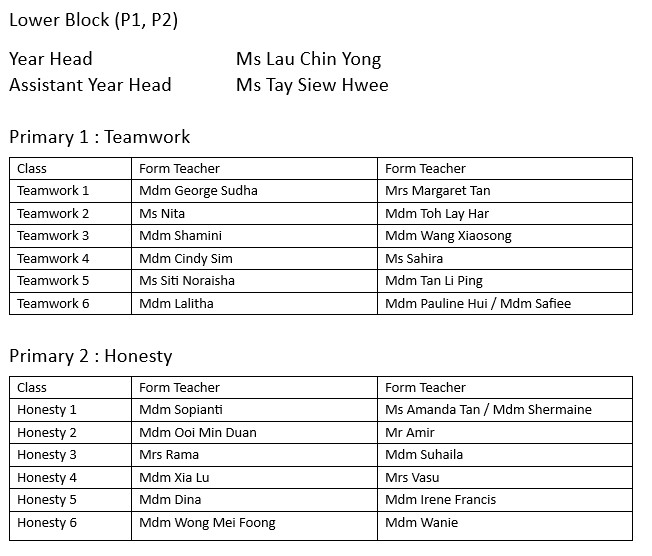 Lower Block (P1, P2)
Year Head Ms Lau Chin Yong
Assistant Year Head Ms Tay Siew Hwee
Primary 1 : Teamwork
Class Form Teacher Form Teacher
Teamwork 1 Mdm George Sudha Mrs Margaret Tan
Teamwork 2 Ms Nita Mdm Toh Lay Har
Teamwork 3 Mdm Shamini Mdm Wang Xiaosong
Teamwork 4 Mdm Cindy Sim Ms Sahira
Teamwork 5 Ms Siti Noraisha Mdm Tan Li Ping
Teamwork 6 Mdm Lalitha Mdm Pauline Hui / Mdm Safiee
Primary 2 : Honesty
Class Form Teacher Form Teacher
Honesty 1 Mdm Sopianti Ms Amanda Tan / Mdm Shermaine
Honesty 2 Mdm Ooi Min Duan Mr Amir
Honesty 3 Mrs Rama Mdm Suhaila
Honesty 4 Mdm Xia Lu Mrs Vasu
Honesty 5 Mdm Dina Mdm Irene Francis
Honesty 6 Mdm Wong Mei Foong Mdm Wanie